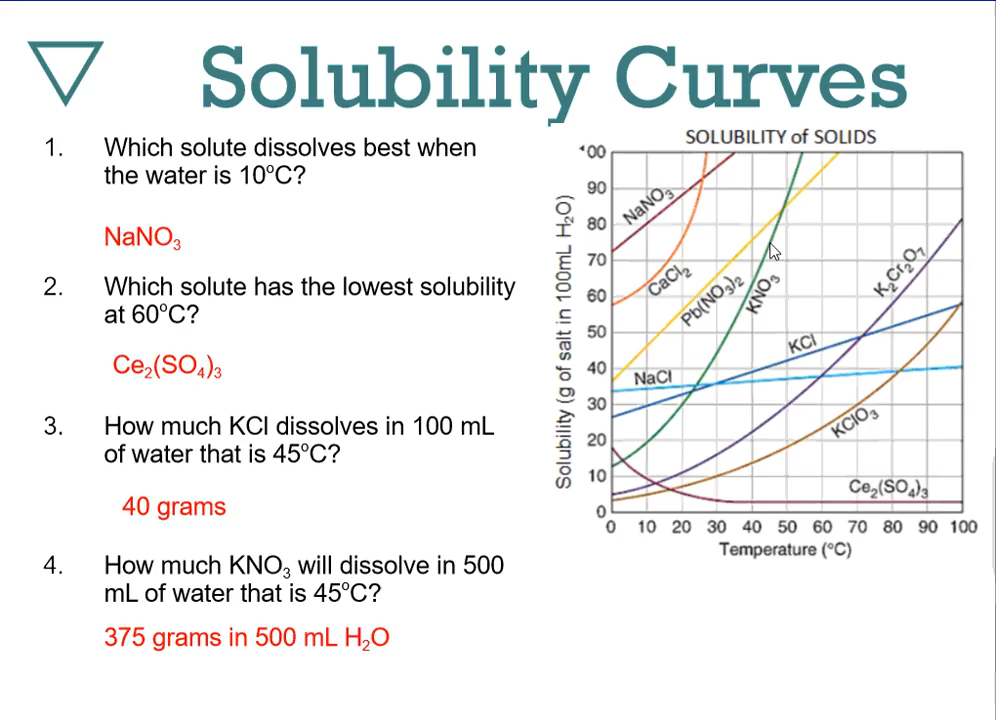 Solubility Curves
1. Which solute dissolves best when
the water is 10°C?
NaNO₃
2. Which solute has the lowest solubility
at 60°C?
Ce₂(SO₄)₃
3. How much KCl dissolves in 100 mL
of water that is 45°C?
40 grams
4. How much KNO₃ will dissolve in 500
mL of water that is 45°C?
375 grams in 500 mL H₂O
SOLUBILITY of SOLIDS
Solubility (g of salt in 100mL H₂O)
100
90
80
70
60
50
40
30
20
10
0
NaNO₃
CaCl₂
Pb(NO₃)₂
KNO₃
K₂Cr₂O₇
KCl
NaCl
KClO₃
Ce₂(SO₄)₃
0 10 20 30 40 50 60 70 80 90 100
Temperature (°C)